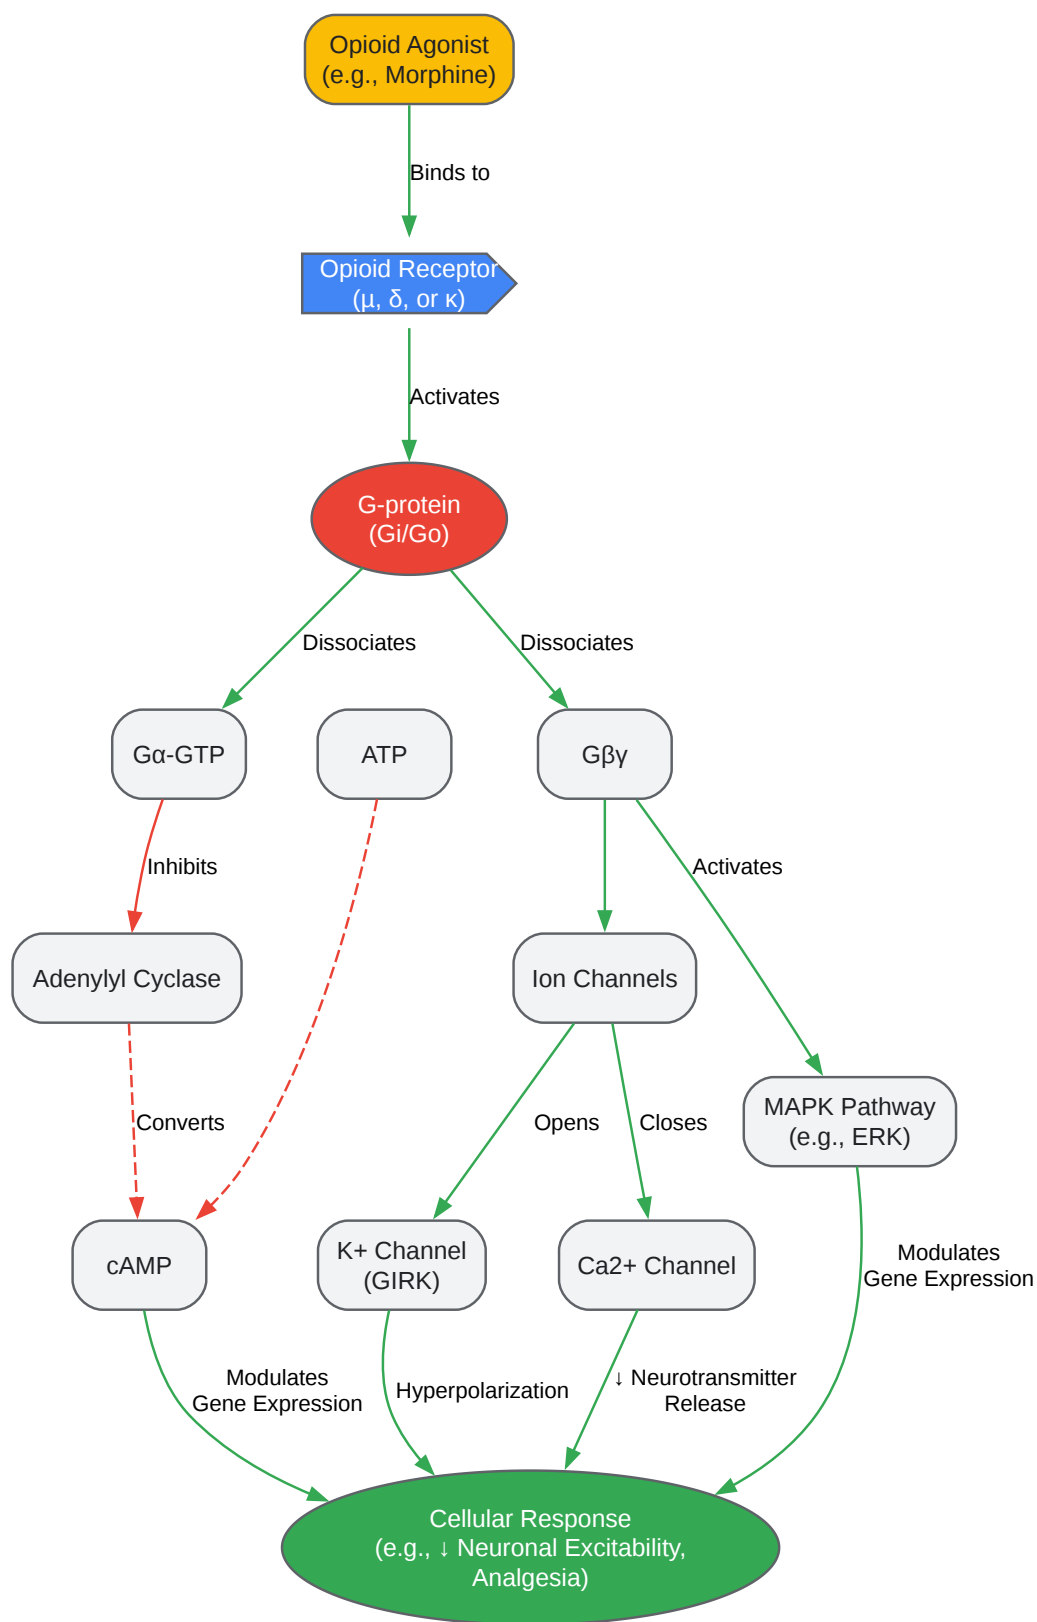 Opioid Agonist
(e.g., Morphine)
Binds to
Opioid Receptor
(μ, δ, or κ)
Activates
G-protein
(Gi/Go)
Dissociates
Dissociates
Gα-GTP
ATP
Gβγ
Inhibits
Activates
Adenylyl Cyclase
Ion Channels
Converts
Opens
Closes
MAPK Pathway
(e.g., ERK)
cAMP
K+ Channel
(GIRK)
Ca2+ Channel
Modulates
Gene Expression
Modulates
Gene Expression
Hyperpolarization
↓ Neurotransmitter
Release
Cellular Response
(e.g., ↓ Neuronal Excitability,
Analgesia)